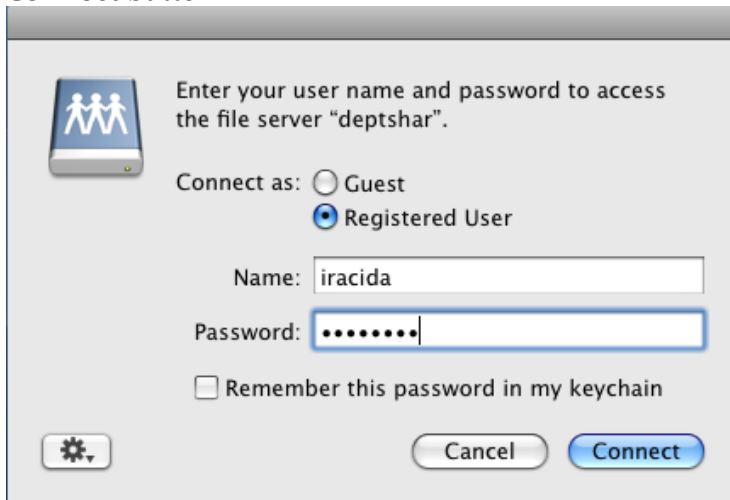 Enter your user name and password to access
the file server “deptshar”.
Connect as: Guest
Registered User
Name: iracida
Password: ••••••••
Remember this password in my keychain
Cancel Connect